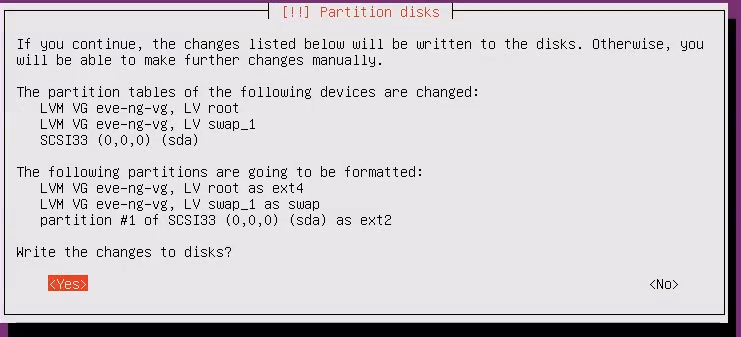 [!!] Partition disks
If you continue, the changes listed below will be written to the disks. Otherwise, you
will be able to make further changes manually.
The partition tables of the following devices are changed:
LVM VG eve-ng-vg, LV root
LVM VG eve-ng-vg, LV swap_1
SCSI33 (0,0,0) (sda)
The following partitions are going to be formatted:
LVM VG eve-ng-vg, LV root as ext4
LVM VG eve-ng-vg, LV swap_1 as swap
partition #1 of SCSI33 (0,0,0) (sda) as ext2
Write the changes to disks?
<Yes> <No>